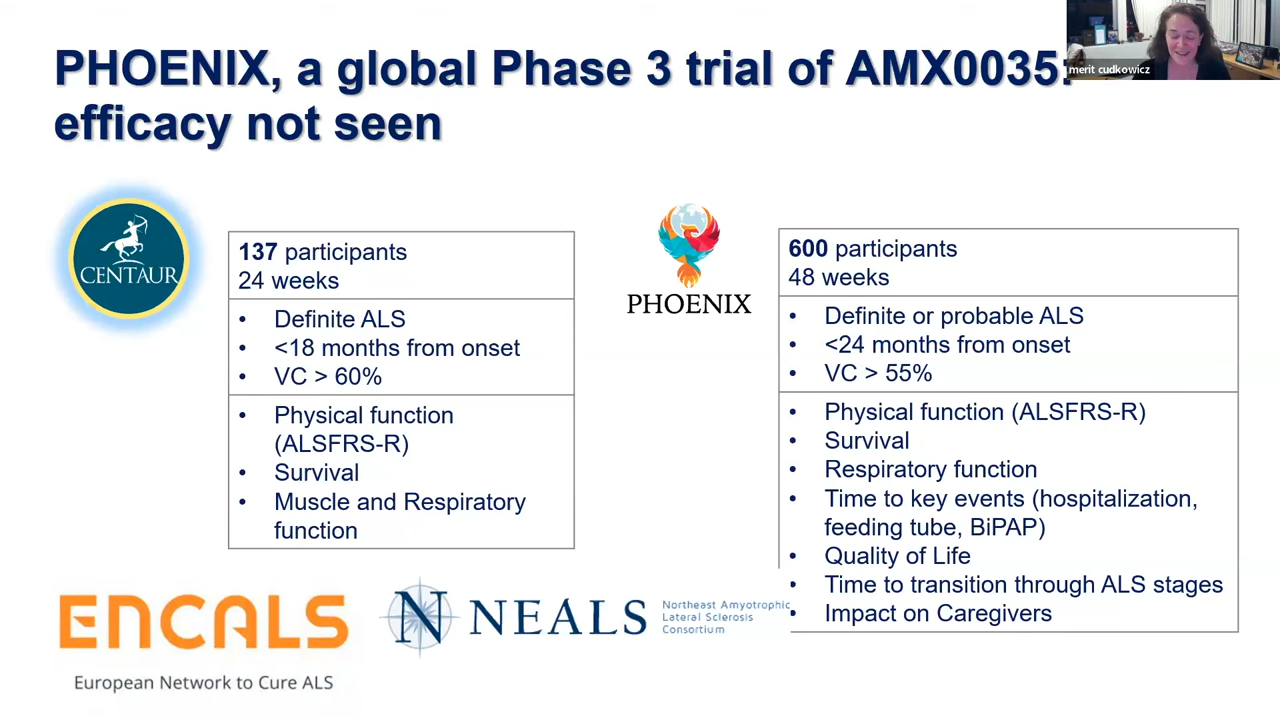 PHOENIX, a global Phase 3 trial of AMX0035:
efficacy not seen
merit cudkowicz
CENTAUR
137 participants
24 weeks
• Definite ALS
• <18 months from onset
• VC > 60%
• Physical function
(ALSFRS-R)
• Survival
• Muscle and Respiratory
function
PHOENIX
600 participants
48 weeks
• Definite or probable ALS
• <24 months from onset
• VC > 55%
• Physical function (ALSFRS-R)
• Survival
• Respiratory function
• Time to key events (hospitalization,
feeding tube, BiPAP)
• Quality of Life
• Time to transition through ALS stages
• Impact on Caregivers
ENCALS
European Network to Cure ALS
N NEALS
Northeast Amyotrophic
Lateral Sclerosis
Consortium